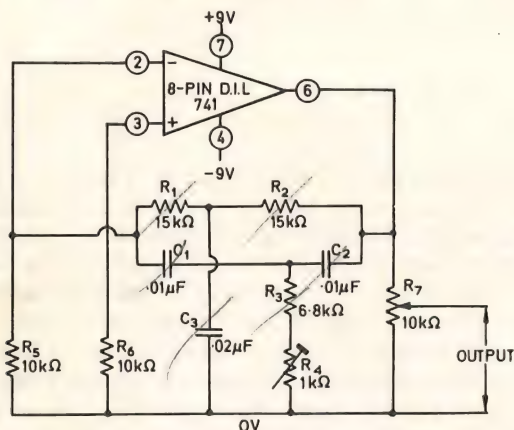 +9V
7
2
-
8-PIN D.I.L
741
6
3
+
4
-9V
R1
15kΩ
R2
15kΩ
C1
·01µF
C2
·01µF
R3
6·8kΩ
C3
·02µF
R4
1kΩ
R5
10kΩ
R6
10kΩ
R7
10kΩ
OUTPUT
0V